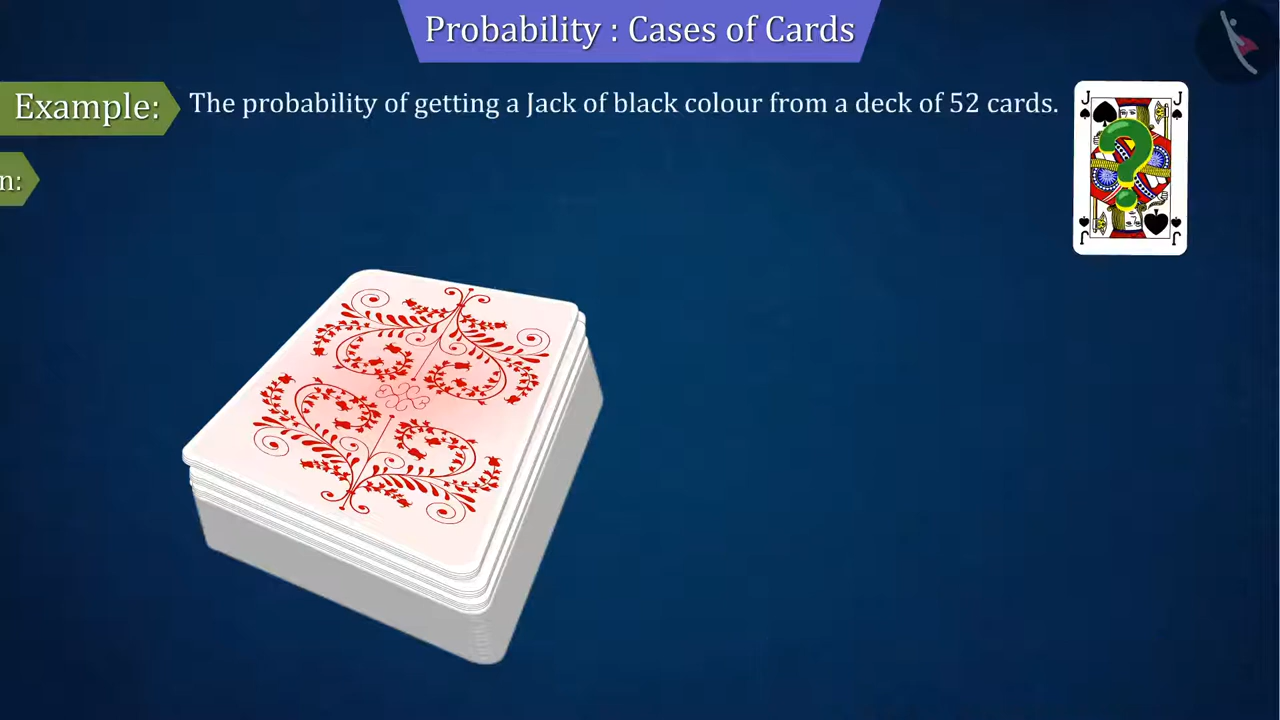 Probability : Cases of Cards
Example: The probability of getting a Jack of black colour from a deck of 52 cards.
n:
J J
J J